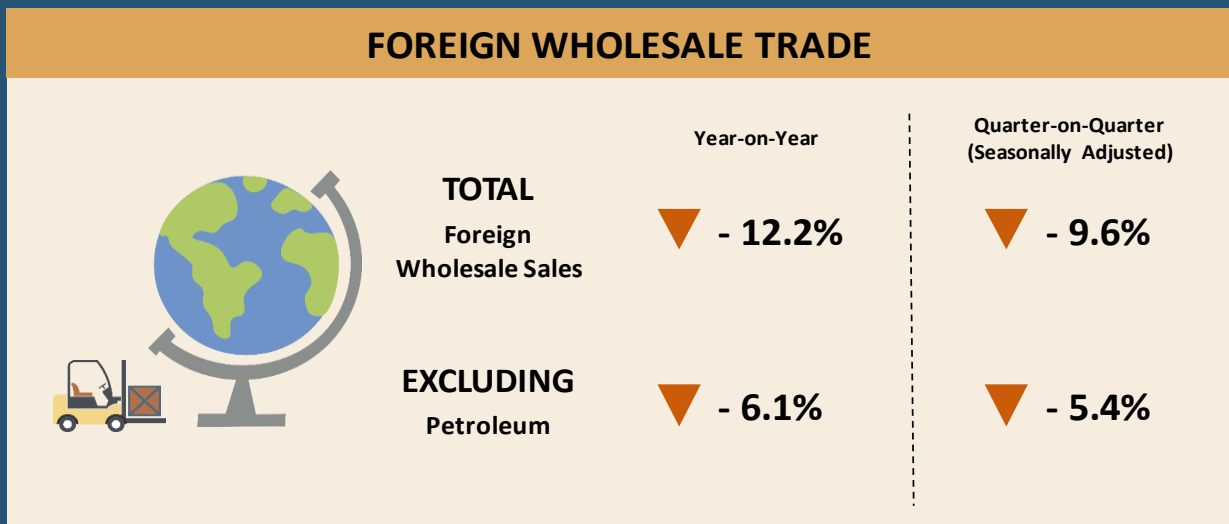 FOREIGN WHOLESALE TRADE
Year-on-Year
Quarter-on-Quarter
(Seasonally Adjusted)
TOTAL
Foreign
Wholesale Sales
- 12.2%
- 9.6%
EXCLUDING
Petroleum
- 6.1%
- 5.4%